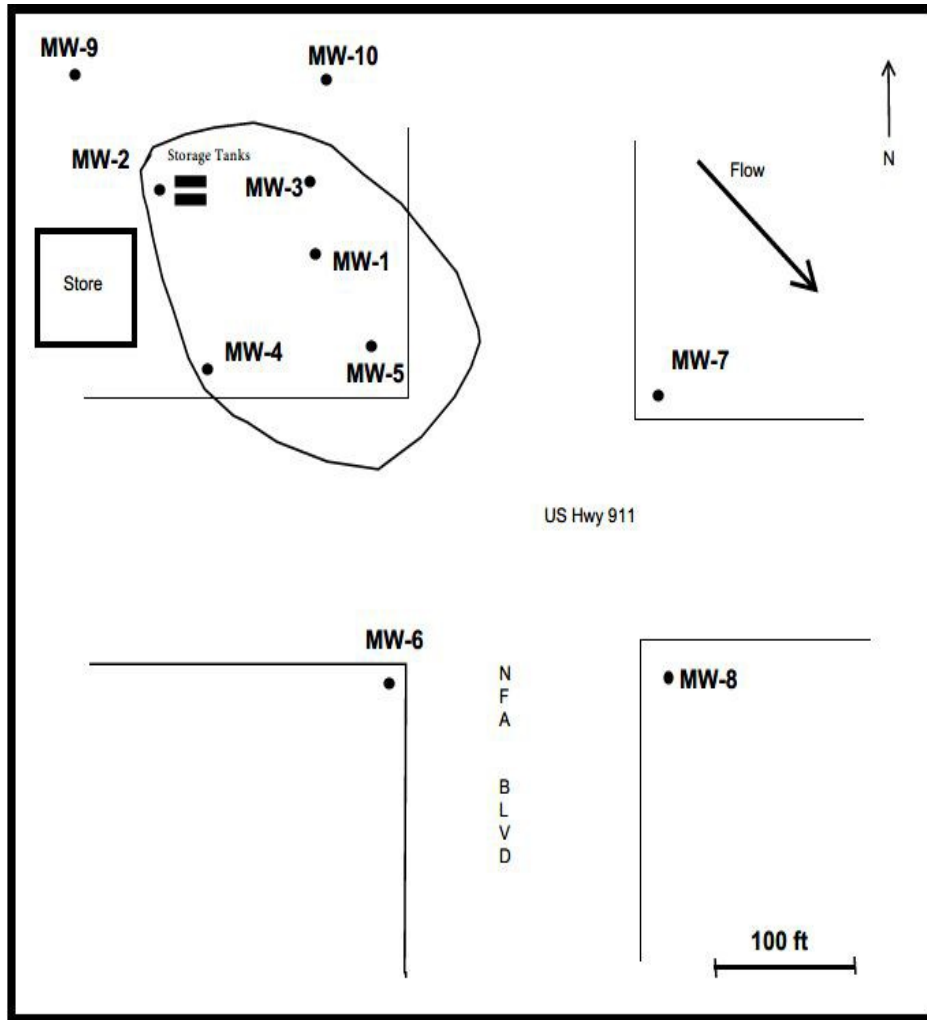 MW-9
MW-10
MW-2
Storage Tanks
MW-3
MW-1
Store
MW-4
MW-5
Flow
N
MW-7
US Hwy 911
MW-6
N
F
A
B
L
V
D
MW-8
100 ft